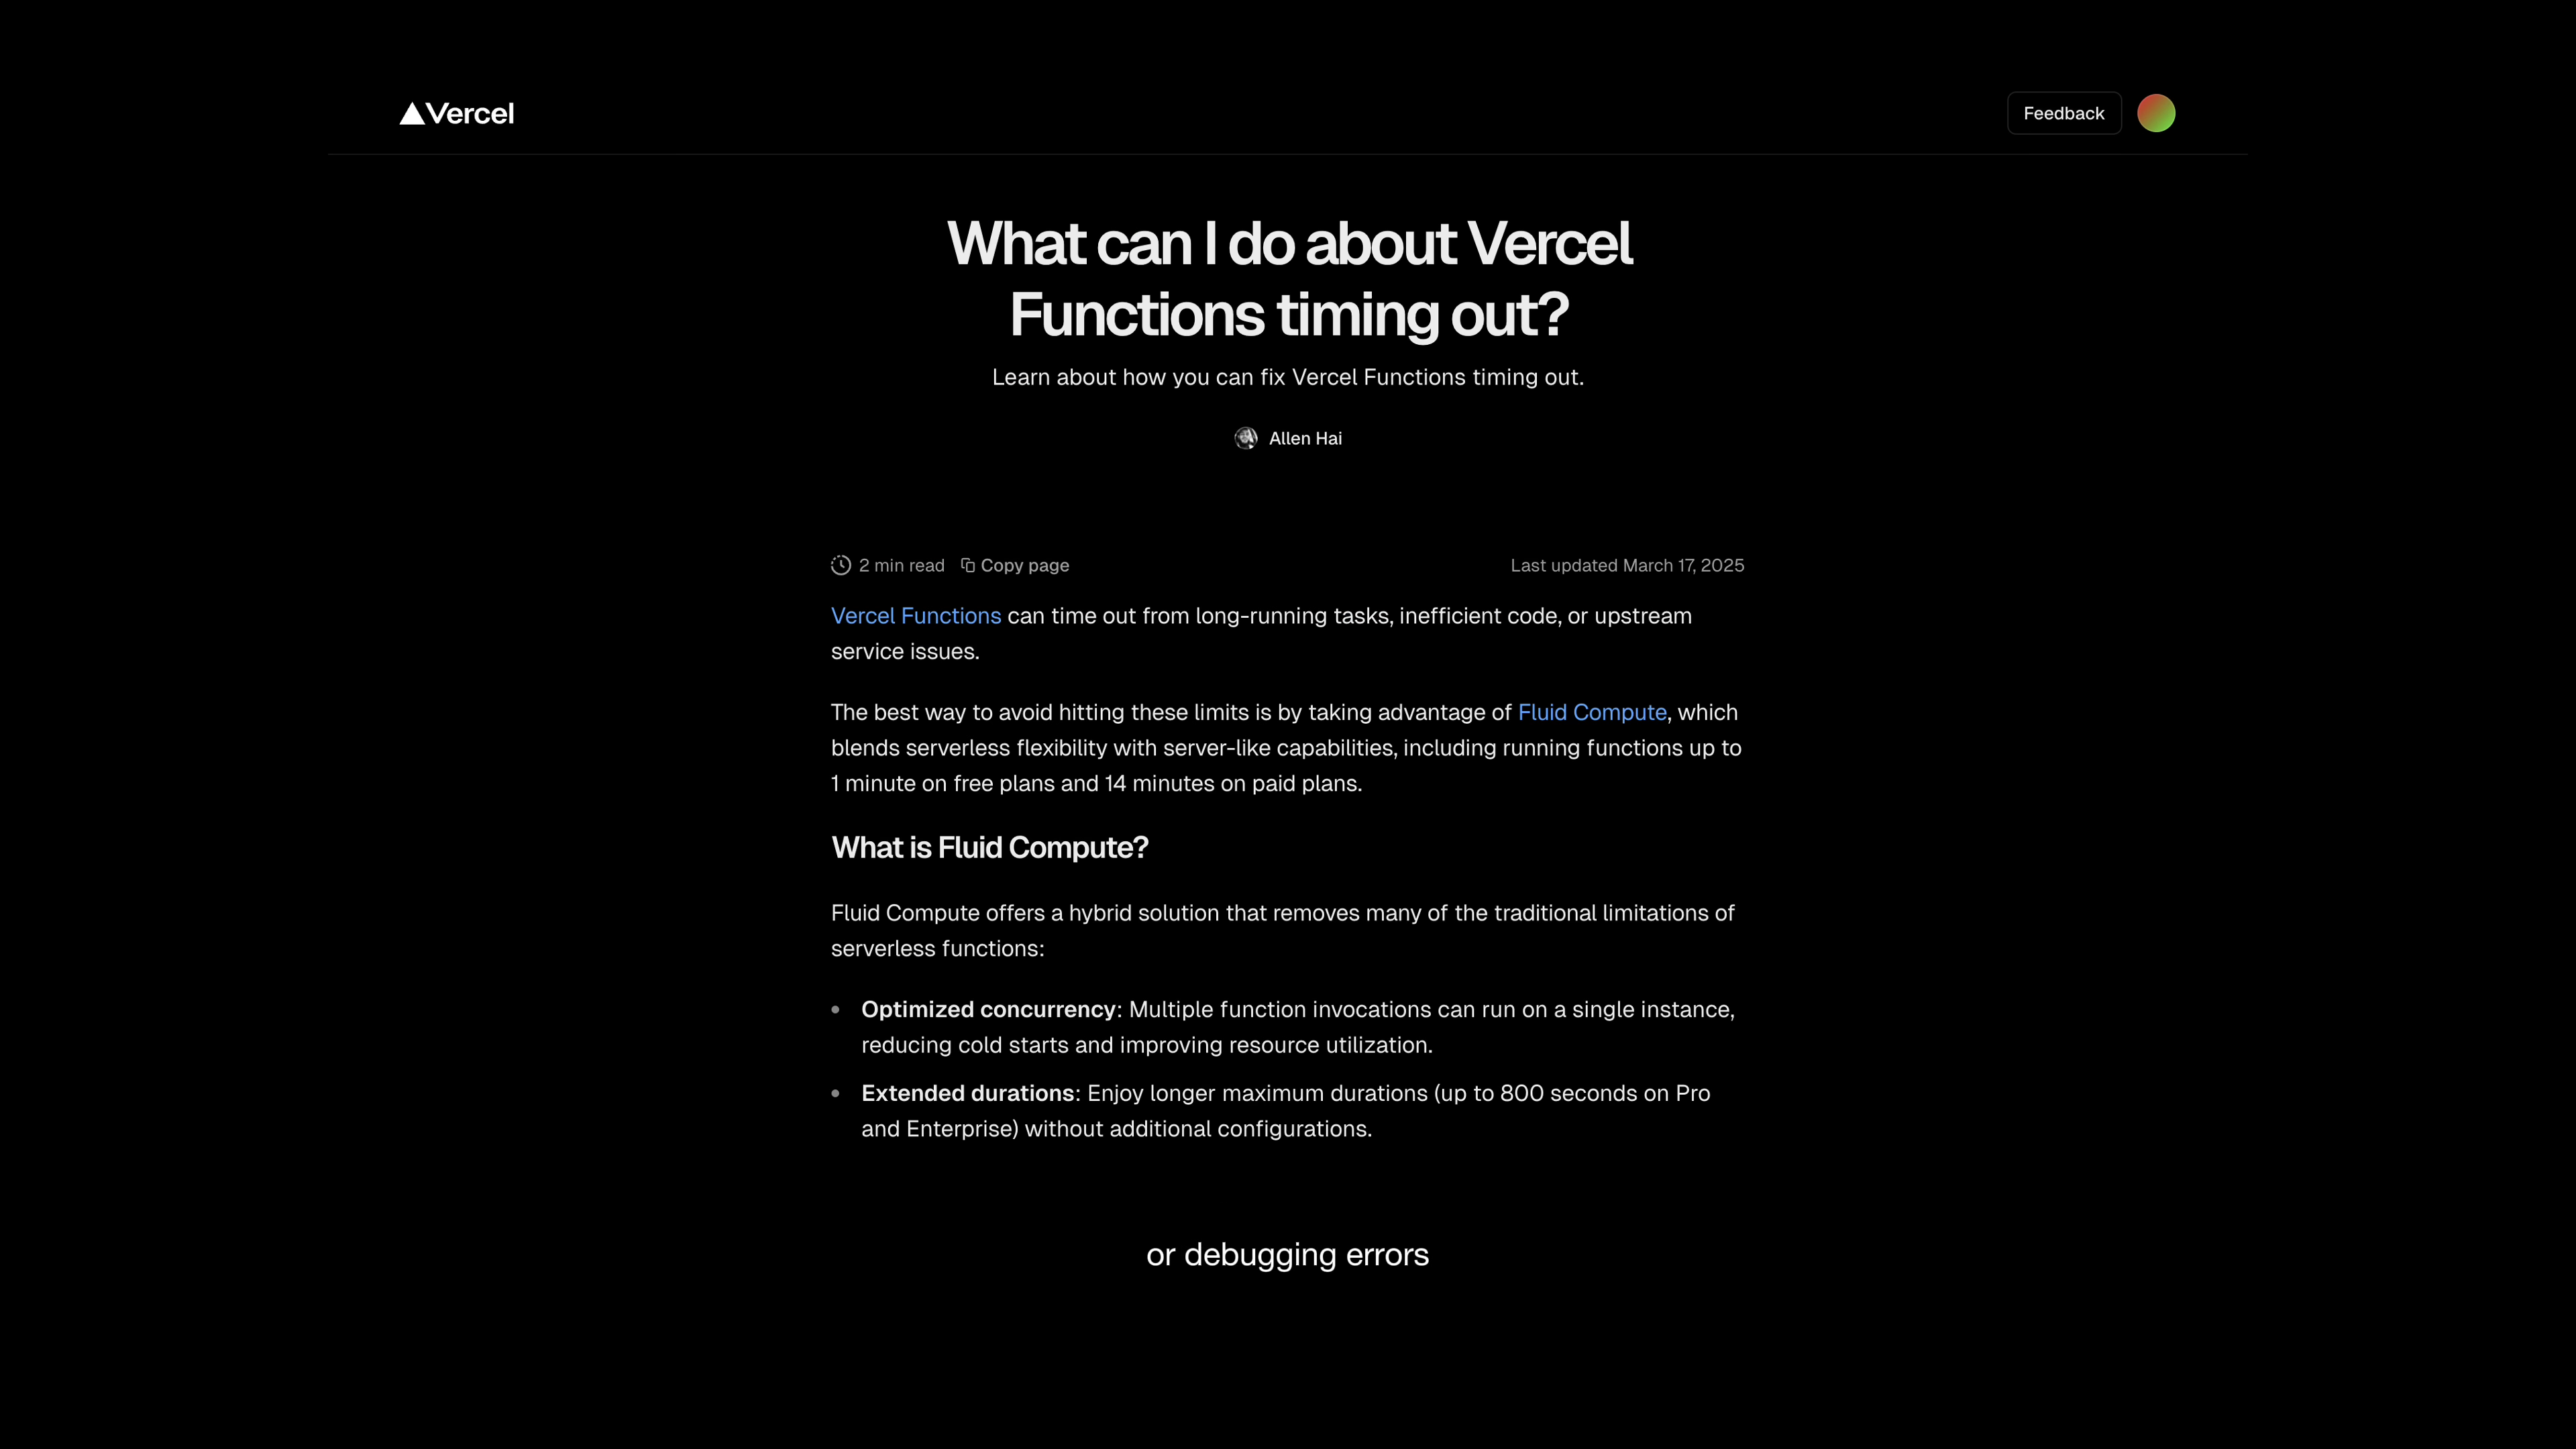 Vercel
Feedback
What can I do about Vercel
Functions timing out?
Learn about how you can fix Vercel Functions timing out.
Allen Hai
2 min read
Copy page
Last updated March 17, 2025
Vercel Functions can time out from long-running tasks, inefficient code, or upstream
service issues.
The best way to avoid hitting these limits is by taking advantage of Fluid Compute, which
blends serverless flexibility with server-like capabilities, including running functions up to
1 minute on free plans and 14 minutes on paid plans.
What is Fluid Compute?
Fluid Compute offers a hybrid solution that removes many of the traditional limitations of
serverless functions:
Optimized concurrency: Multiple function invocations can run on a single instance,
reducing cold starts and improving resource utilization.
Extended durations: Enjoy longer maximum durations (up to 800 seconds on Pro
and Enterprise) without additional configurations.
or debugging errors